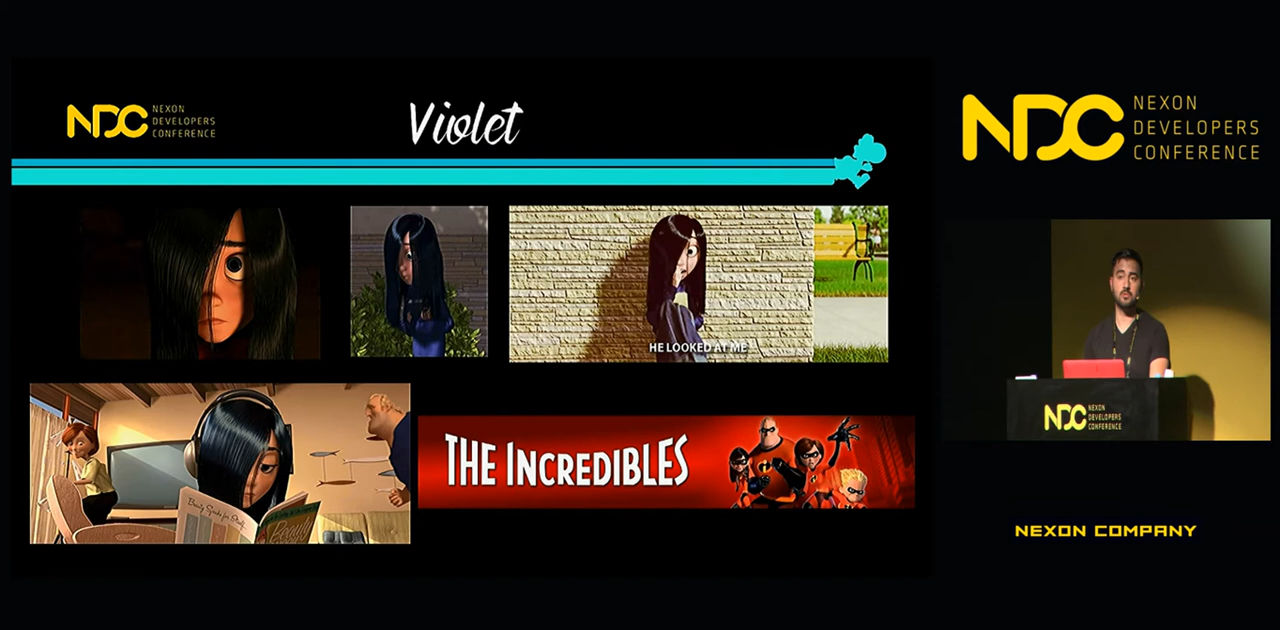 NDC NEXON
DEVELOPERS
CONFERENCE
Violet
NDC NEXON
DEVELOPERS
CONFERENCE
HE LOOKED AT ME
THE INCREDIBLES
NDC NEXON
DEVELOPERS
CONFERENCE
NEXON COMPANY